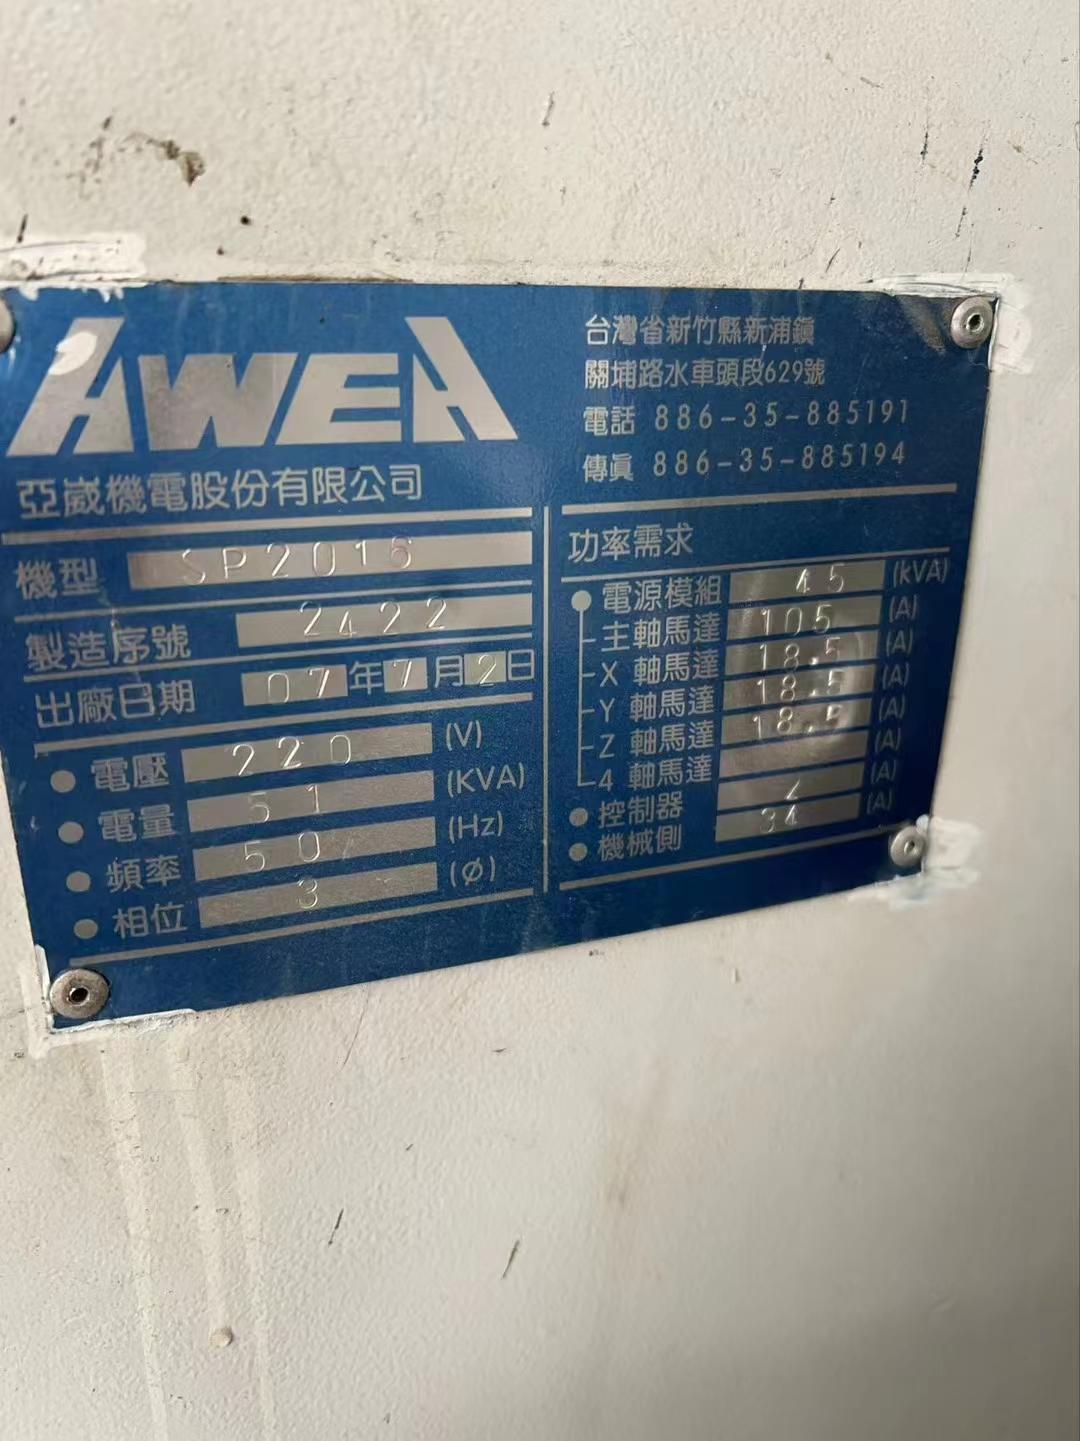 AWEA
亞崴機電股份有限公司
台灣省新竹縣新浦鎮
關埔路水車頭段629號
電話 886-35-885191
傳眞 886-35-885194
機型 SP2016
製造序號 2422
出廠日期 07年7月2日
電壓 220 (V)
電量 51 (KVA)
頻率 50 (Hz)
相位 3 (Ø)
功率需求
電源模組 45 (KVA)
主軸馬達 105 (A)
X 軸馬達 18.5 (A)
Y 軸馬達 18.5 (A)
Z 軸馬達 18.5 (A)
4 軸馬達 (A)
控制器 2 (A)
機械側 34 (A)